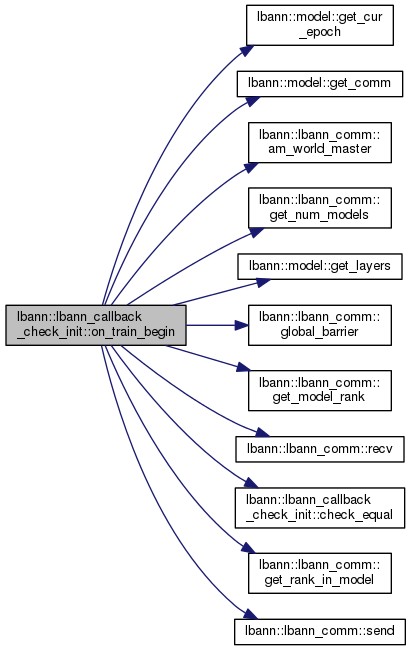 lbann::model::get_cur
_epoch
lbann::model::get_comm
lbann::lbann_comm::
am_world_master
lbann::lbann_comm::
get_num_models
lbann::model::get_layers
lbann::lbann_callback
_check_init::on_train_begin
lbann::lbann_comm::
global_barrier
lbann::lbann_comm::
get_model_rank
lbann::lbann_comm::recv
lbann::lbann_callback
_check_init::check_equal
lbann::lbann_comm::
get_rank_in_model
lbann::lbann_comm::send